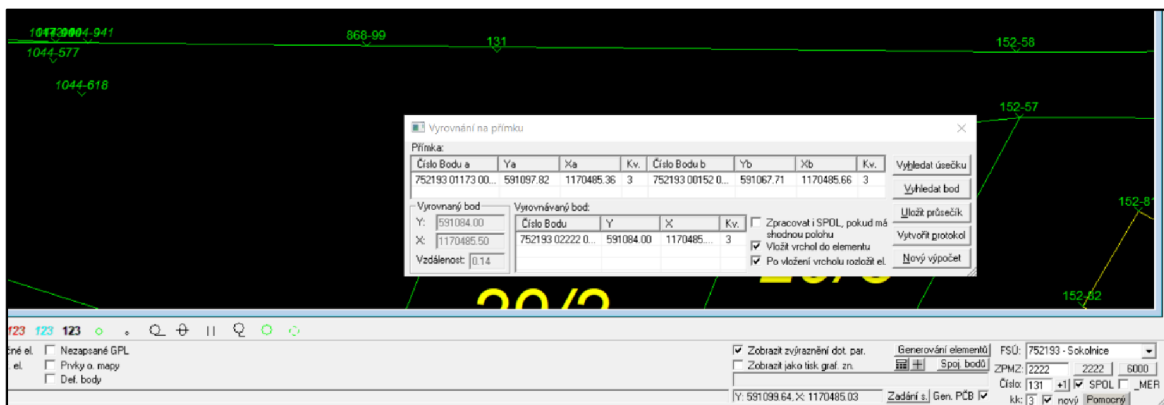 868-99
131
152-58
1044-577
1044-618
152-57
Vyrovnání na přímku
Přímka:
Číslo Bodu a Ya Xa Kv. Číslo Bodu b Yb Xb Kv.
752193 01173 00... 591097.82 1170485.36 3 752193 00152 0... 591067.71 1170485.66 3
Vyhledat úsečku
Vyhledat bod
Uložit průsečík
Vytvořit protokol
Nový výpočet
Vyrovnaný bod
Y: 591084.00
X: 1170485.50
Vzdálenost: 0.14
Vyrovnávaný bod:
Číslo Bodu Y X Kv.
752193 02222 0... 591084.00 1170485.... 3
Zpracovat i SPOL, pokud má
shodnou polohu
Vložit vrchol do elementu
Po vložení vrcholu rozložit el.
152-8
152-82
123 123 123
čné el. Nezapsané GPL
. el. Prvky o. mapy
Def. body
Zobrazit zvýraznění dot. par.
Zobrazit jako tisk graf. zn.
Generování elementů
Spoj. bodů
Y: 591099.64, X: 1170485.03
Zadání s. Gen. PČB
FSÚ: 752193 - Sokolnice
ZPMZ: 2222 2222 6000
Číslo: 131 +1 SPOL _MER
kk: 3 nový Pomocný